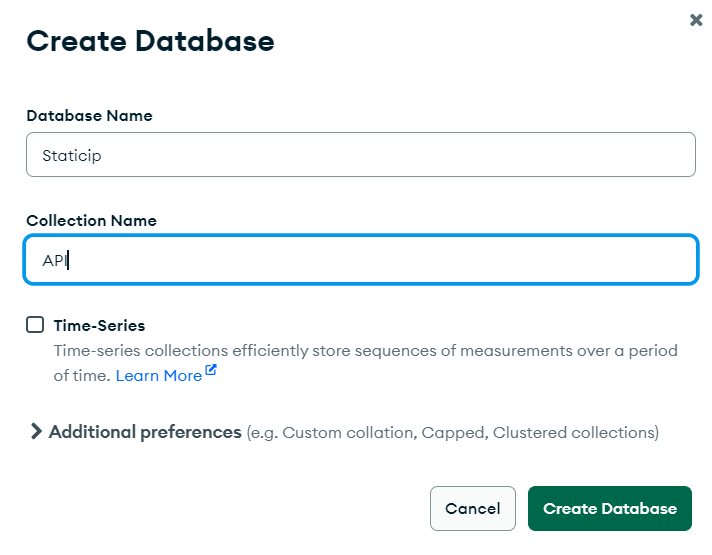 Create Database
Database Name
Staticip
Collection Name
API
Time-Series
Time-series collections efficiently store sequences of measurements over a period
of time. Learn More
Additional preferences (e.g. Custom collation, Capped, Clustered collections)
Cancel
Create Database